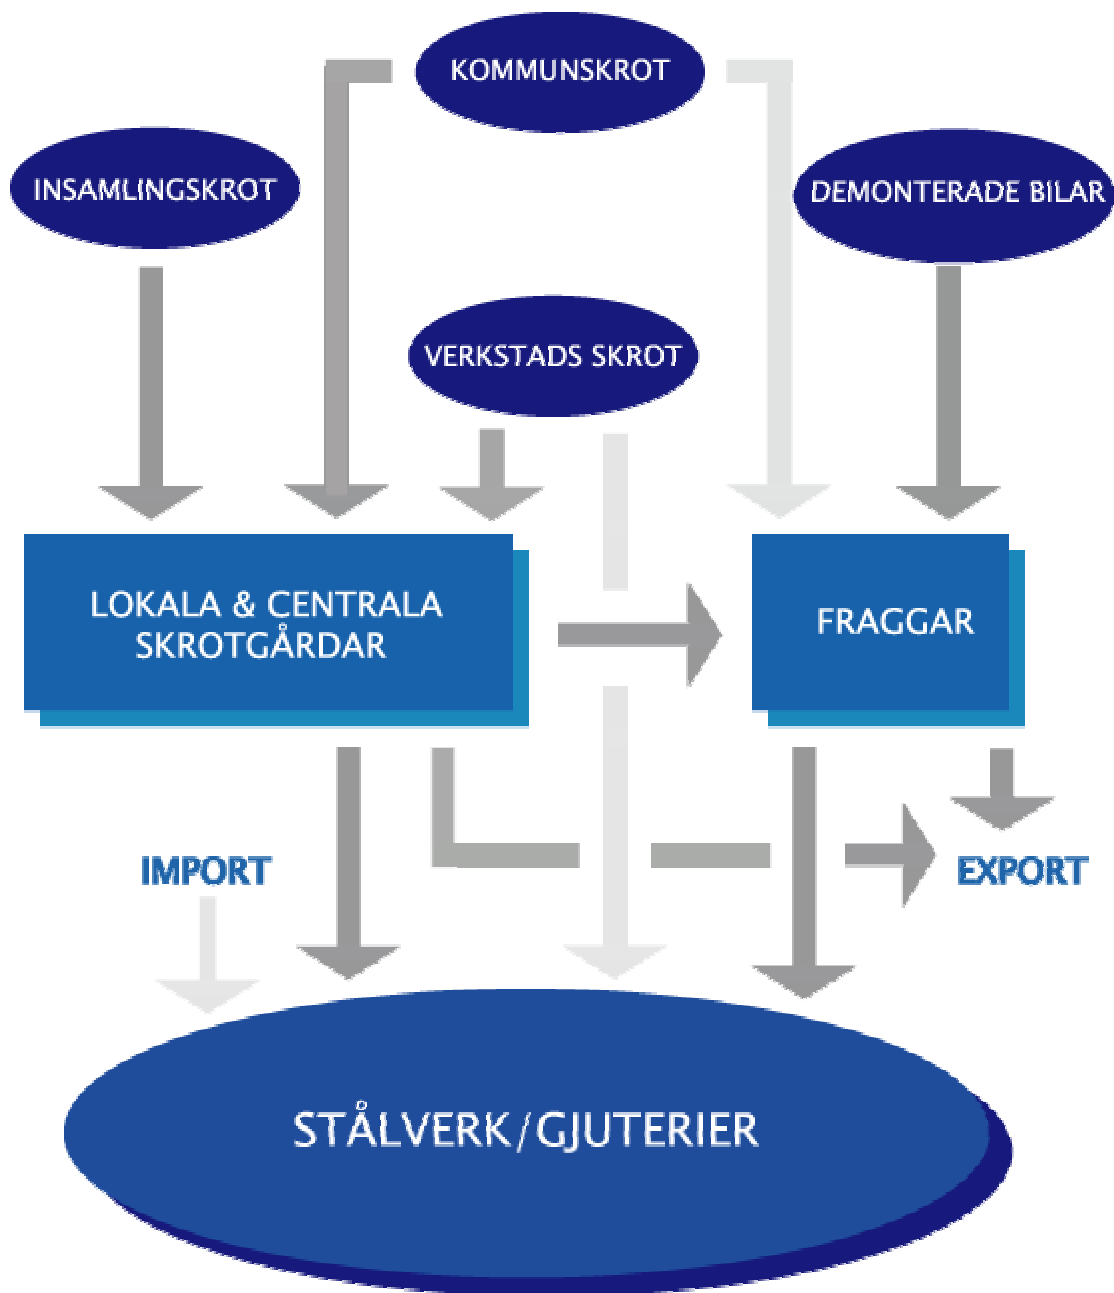 KOMMUNSKROT
INSAMLINGSKROT
DEMONTERADE BILAR
VERKSTADS SKROT
LOKALA & CENTRALA
SKROTGÅRDAR
FRAGGAR
IMPORT
EXPORT
STÅLVERK/GJUTERIER